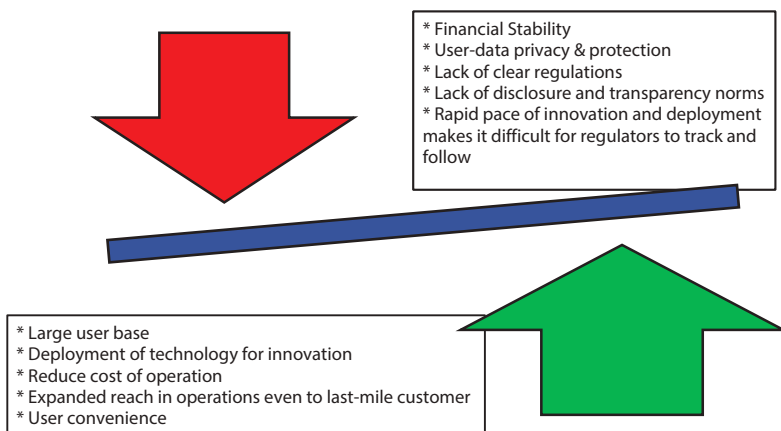 * Financial Stability
* User-data privacy & protection
* Lack of clear regulations
* Lack of disclosure and transparency norms
* Rapid pace of innovation and deployment
makes it difficult for regulators to track and
follow
* Large user base
* Deployment of technology for innovation
* Reduce cost of operation
* Expanded reach in operations even to last-mile customer
* User convenience